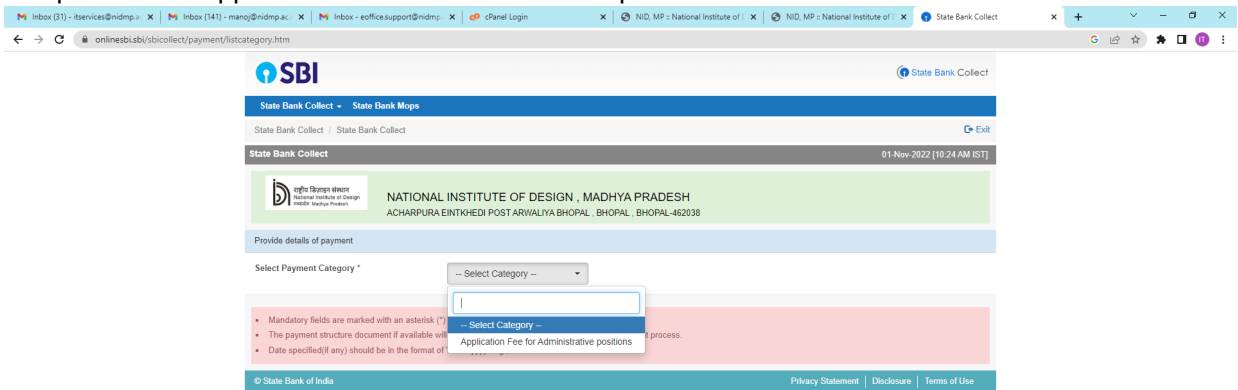 Inbox (31) - itservices@nidmp.a
Inbox (141) - manoj@nidmp.ac.
Inbox - eoffice.support@nidmp.
cPanel Login
NID, MP :: National Institute of D
NID, MP :: National Institute of D
State Bank Collect
onlinesbi.sbi/sbicollect/payment/listcategory.htm
SBI
State Bank Collect
State Bank Collect State Bank Mops
State Bank Collect / State Bank Collect
Exit
State Bank Collect
01-Nov-2022 [10:24 AM IST]
राष्ट्रीय डिज़ाइन संस्थान
National Institute of Design
मध्यप्रदेश Madhya Pradesh
NATIONAL INSTITUTE OF DESIGN , MADHYA PRADESH
ACHARPURA EINTKHEDI POST ARWALIYA BHOPAL , BHOPAL , BHOPAL-462038
Provide details of payment
Select Payment Category *
-- Select Category --
Mandatory fields are marked with an asterisk (*)
-- Select Category --
The payment structure document if available will
t process.
Application Fee for Administrative positions
Date specified(if any) should be in the format of
© State Bank of India
Privacy Statement | Disclosure | Terms of Use